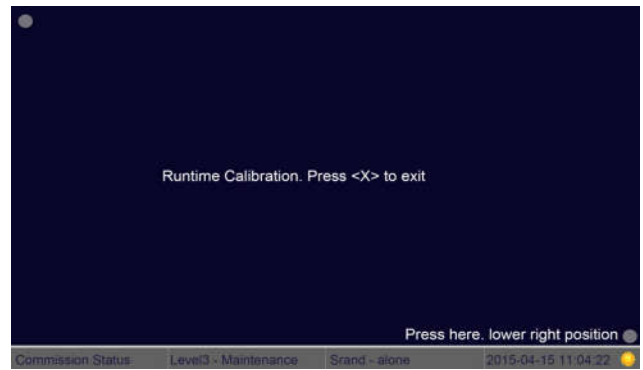 Runtime Calibration. Press <X> to exit
Press here. lower right position
Commission Status Level3 - Maintenance Srand - alone 2015-04-15 11:04:22